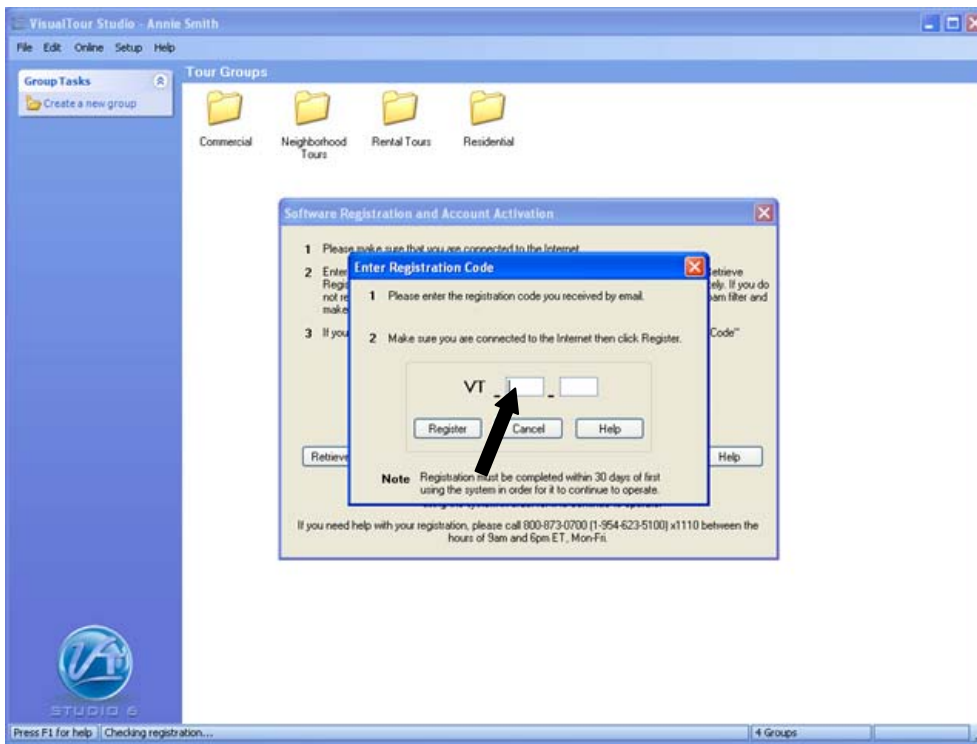 VisualTour Studio - Annie Smith
File Edit Online Setup Help
Group Tasks
Create a new group
Tour Groups
Commercial
Neighborhood
Tours
Rental Tours
Residential
Software Registration and Account Activation
1 Please make sure that you are connected to the Internet
2 Enter
Regis
not re
make
etrieve
ely. If you do
pam filter and
3 If you
Code"
Retrieve
Help
Enter Registration Code
1 Please enter the registration code you received by email.
2 Make sure you are connected to the Internet then click Register.
VT - -
Register Cancel Help
Note Registration must be completed within 30 days of first
using the system in order for it to continue to operate.
If you need help with your registration, please call 800-873-0700 (1-954-623-5100) x1110 between the
hours of 9am and 6pm ET, Mon-Fri.
STUDIO 6
Press F1 for help Checking registration... 4 Groups